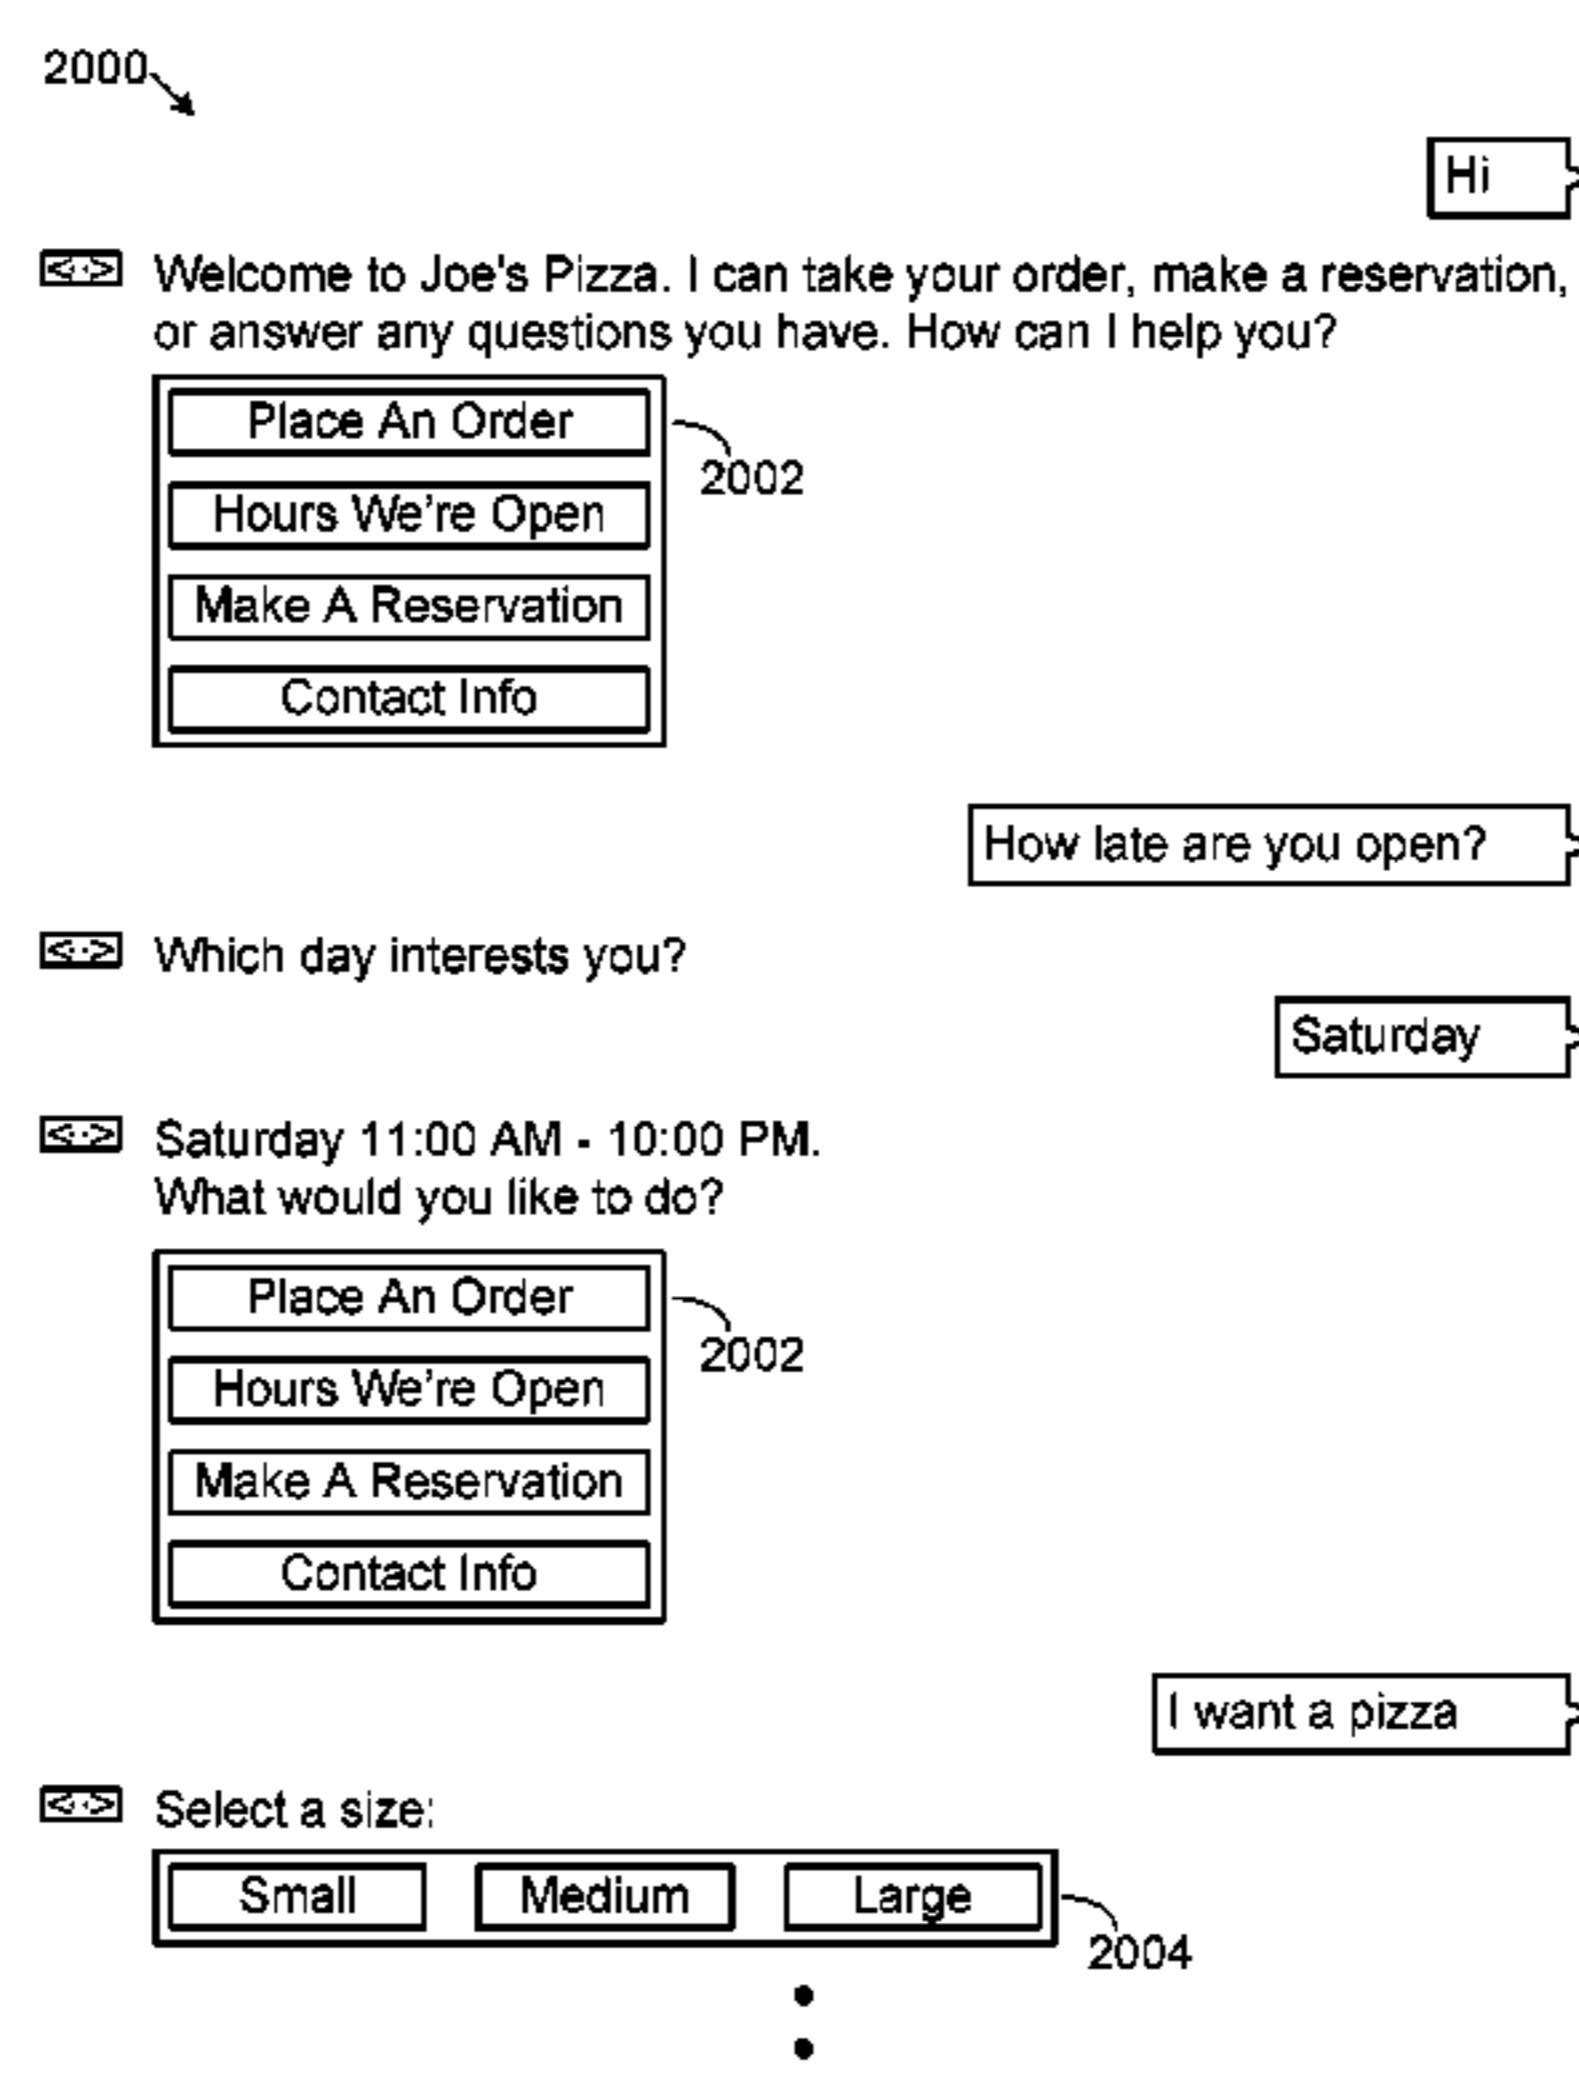 2000
Hi
Welcome to Joe's Pizza. I can take your order, make a reservation,
or answer any questions you have. How can I help you?
Place An Order
2002
Hours We're Open
Make A Reservation
Contact Info
How late are you open?
Which day interests you?
Saturday
Saturday 11:00 AM - 10:00 PM.
What would you like to do?
Place An Order
2002
Hours We're Open
Make A Reservation
Contact Info
I want a pizza
Select a size:
Small Medium Large
2004